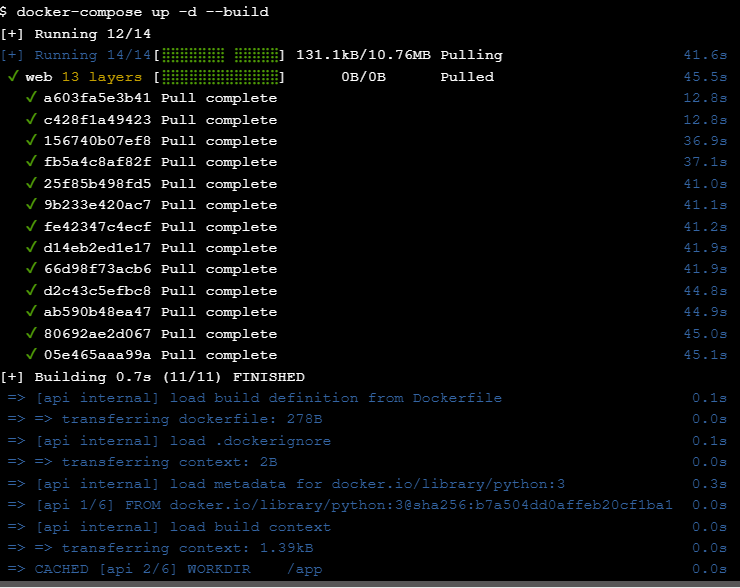 $ docker-compose up -d --build
[+] Running 12/14
[+] Running 14/14[⣿⣿⣿⣿⣿⣿⣿ ⣿⣿⣿⣿⣿] 131.1kB/10.76MB Pulling 41.6s
✓ web 13 layers [⣿⣿⣿⣿⣿⣿⣿⣿⣿⣿⣿⣿⣿] 0B/0B Pulled 45.5s
✓ a603fa5e3b41 Pull complete 12.8s
✓ c428f1a49423 Pull complete 12.8s
✓ 156740b07ef8 Pull complete 36.9s
✓ fb5a4c8af82f Pull complete 37.1s
✓ 25f85b498fd5 Pull complete 41.0s
✓ 9b233e420ac7 Pull complete 41.1s
✓ fe42347c4ecf Pull complete 41.2s
✓ d14eb2ed1e17 Pull complete 41.9s
✓ 66d98f73acb6 Pull complete 41.9s
✓ d2c43c5efbc8 Pull complete 44.8s
✓ ab590b48ea47 Pull complete 44.9s
✓ 80692ae2d067 Pull complete 45.0s
✓ 05e465aaa99a Pull complete 45.1s
[+] Building 0.7s (11/11) FINISHED
=> [api internal] load build definition from Dockerfile 0.1s
=> => transferring dockerfile: 278B 0.0s
=> [api internal] load .dockerignore 0.1s
=> => transferring context: 2B 0.0s
=> [api internal] load metadata for docker.io/library/python:3 0.3s
=> [api 1/6] FROM docker.io/library/python:3@sha256:b7a504dd0affeb20cf1ba1 0.0s
=> [api internal] load build context 0.0s
=> => transferring context: 1.39kB 0.0s
=> CACHED [api 2/6] WORKDIR /app 0.0s